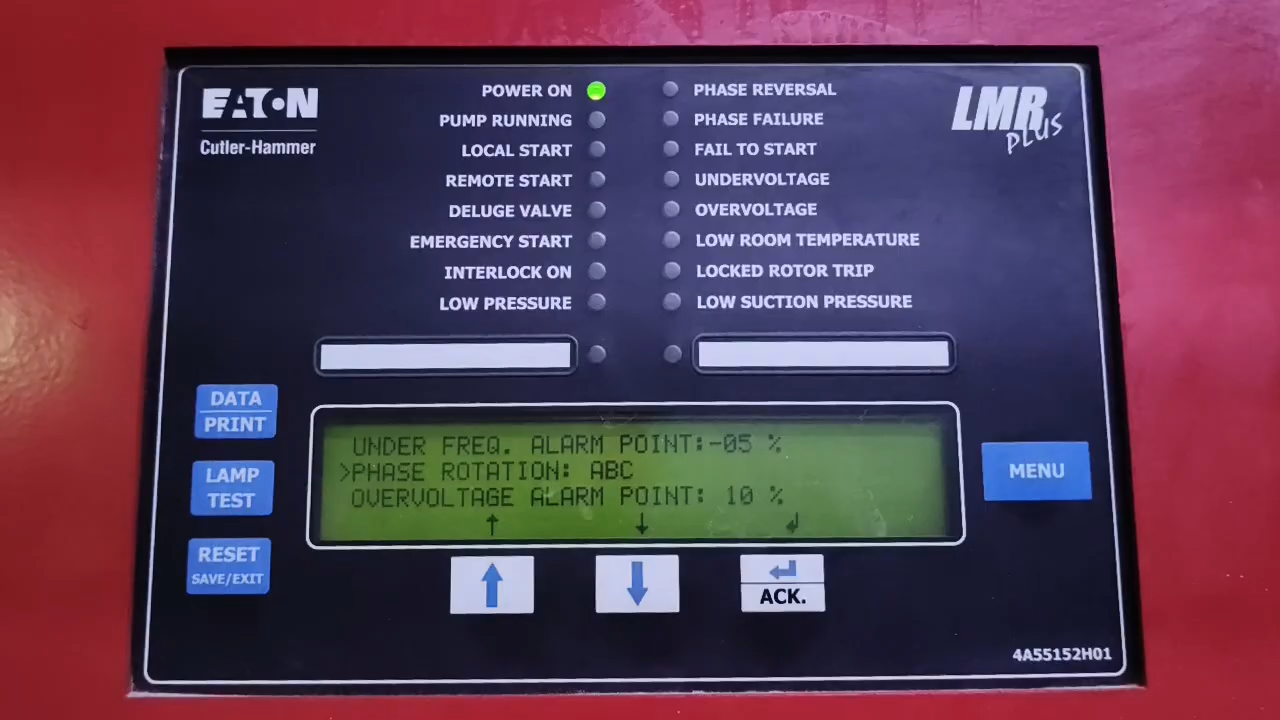 EATON
Cutler-Hammer
LMR
PLUS
POWER ON
PUMP RUNNING
LOCAL START
REMOTE START
DELUGE VALVE
EMERGENCY START
INTERLOCK ON
LOW PRESSURE
PHASE REVERSAL
PHASE FAILURE
FAIL TO START
UNDERVOLTAGE
OVERVOLTAGE
LOW ROOM TEMPERATURE
LOCKED ROTOR TRIP
LOW SUCTION PRESSURE
DATA
PRINT
LAMP
TEST
RESET
SAVE/EXIT
UNDER FREQ. ALARM POINT:-05 %
>PHASE ROTATION: ABC
OVERVOLTAGE ALARM POINT: 10 %
↑ ↓ ↲
MENU
↑ ↓ ↵
ACK.
4A55152H01